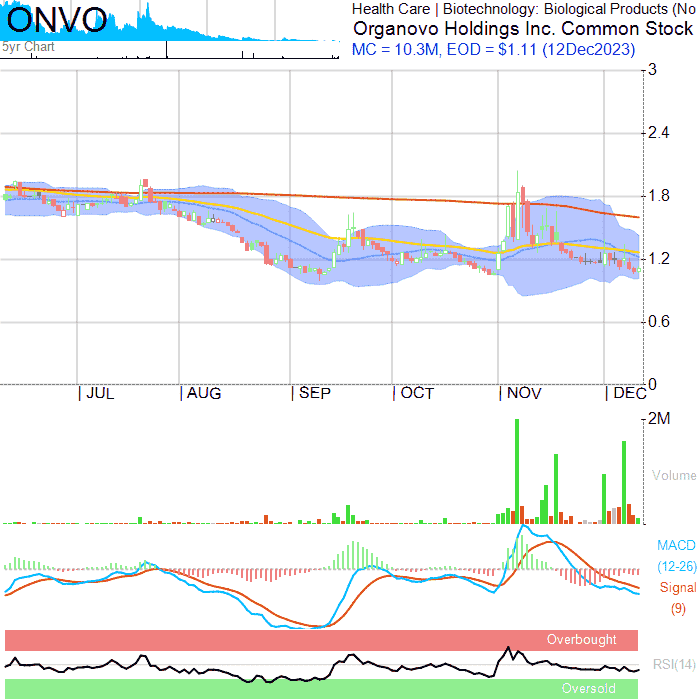 ONVO
5yr Chart
Health Care | Biotechnology: Biological Products (No
Organovo Holdings Inc. Common Stock
MC = 10.3M, EOD = $1.11 (12Dec2023)
3
2.4
1.8
1.2
0.6
0
| JUL | AUG | SEP | OCT | NOV | DEC
2M
Volume
MACD
(12-26)
Signal
(9)
Overbought
RSI(14)
Oversold